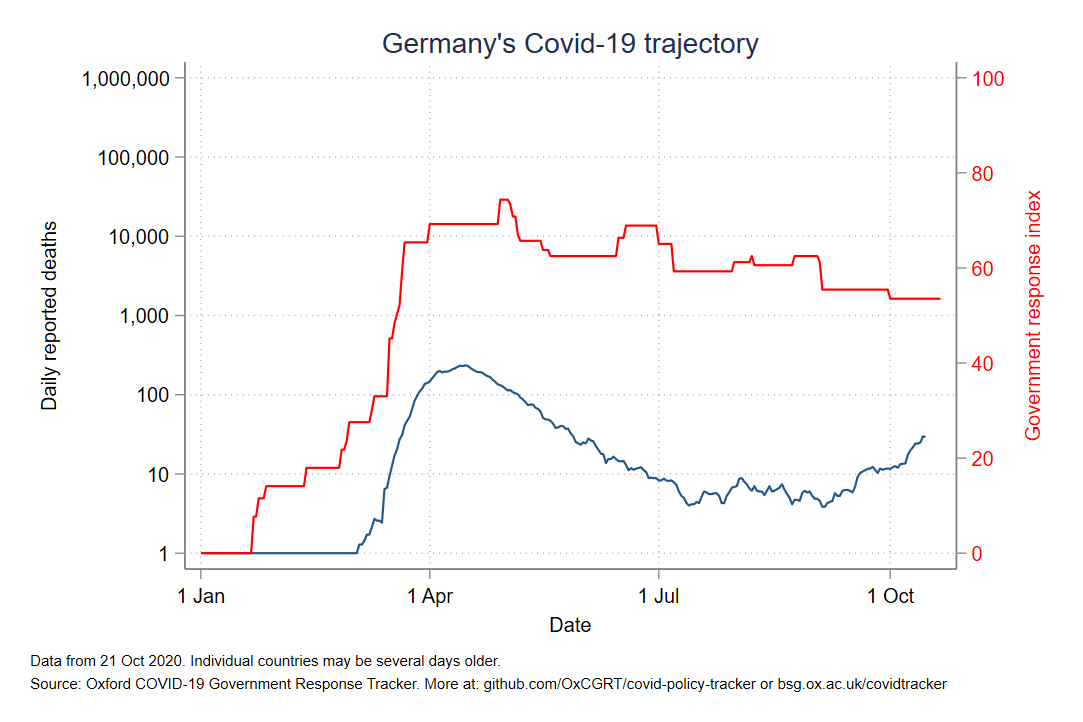 Germany's Covid-19 trajectory
1,000,000
100,000
10,000
1,000
100
10
1
Daily reported deaths
100
80
60
40
20
0
Government response index
1 Jan
1 Apr
1 Jul
1 Oct
Date
Data from 21 Oct 2020. Individual countries may be several days older.
Source: Oxford COVID-19 Government Response Tracker. More at: github.com/OxCGRT/covid-policy-tracker or bsg.ox.ac.uk/covidtracker